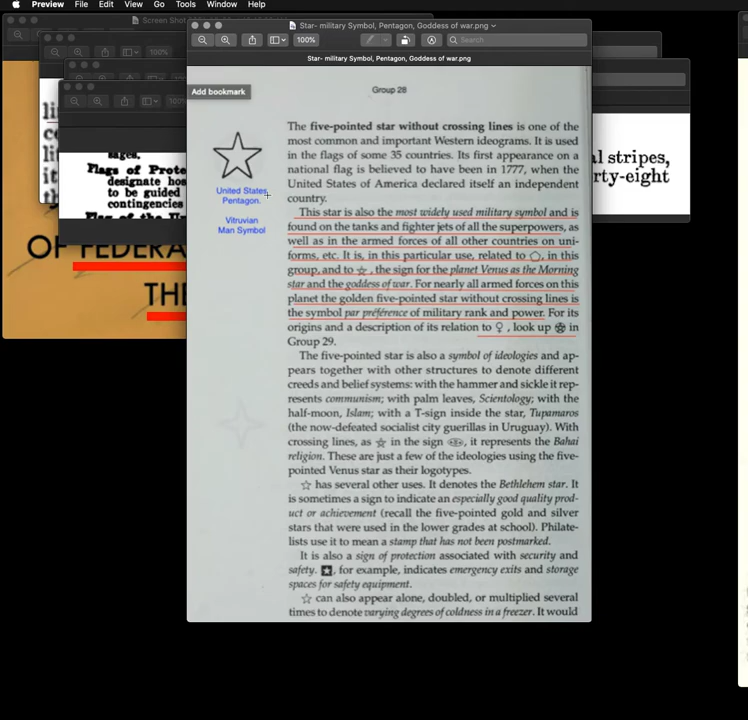 Preview File Edit View Go Tools Window Help
Screen Shot
Star- military Symbol, Pentagon, Goddess of war.png
100% Search
Star- military Symbol, Pentagon, Goddess of war.png
100%
100%
Add bookmark
Group 28
The five-pointed star without crossing lines is one of the
most common and important Western ideograms. It is used
in the flags of some 35 countries. Its first appearance on a
national flag is believed to have been in 1777, when the
United States of America declared itself an independent
country.
This star is also the most widely used military symbol and is
found on the tanks and fighter jets of all the superpowers, as
well as in the armed forces of all other countries on uni-
forms, etc. It is, in this particular use, related to ⬠, in this
group, and to ☆, the sign for the planet Venus as the Morning
star and the goddess of war. For nearly all armed forces on this
planet the golden five-pointed star without crossing lines is
the symbol par préférence of military rank and power. For its
origins and a description of its relation to ♀, look up in
Group 29.
The five-pointed star is also a symbol of ideologies and ap-
pears together with other structures to denote different
creeds and belief systems: with the hammer and sickle it rep-
resents communism; with palm leaves, Scientology; with the
half-moon, Islam; with a T-sign inside the star, Tupamaros
(the now-defeated socialist city guerillas in Uruguay). With
crossing lines, as ☆ in the sign , it represents the Bahai
religion. These are just a few of the ideologies using the five-
pointed Venus star as their logotypes.
☆ has several other uses. It denotes the Bethlehem star. It
is sometimes a sign to indicate an especially good quality prod-
uct or achievement (recall the five-pointed gold and silver
stars that were used in the lower grades at school). Phila­te-
lists use it to mean a stamp that has not been postmarked.
It is also a sign of protection associated with security and
safety. , for example, indicates emergency exits and storage
spaces for safety equipment.
☆ can also appear alone, doubled, or multiplied several
times to denote varying degrees of coldness in a freezer. It would
United States
Pentagon.
Vitruvian
Man Symbol
sages.
Flags of Prote
designate hos
to be guided
contingencies
OF FEDERA
THE
l stripes,
rty-eight